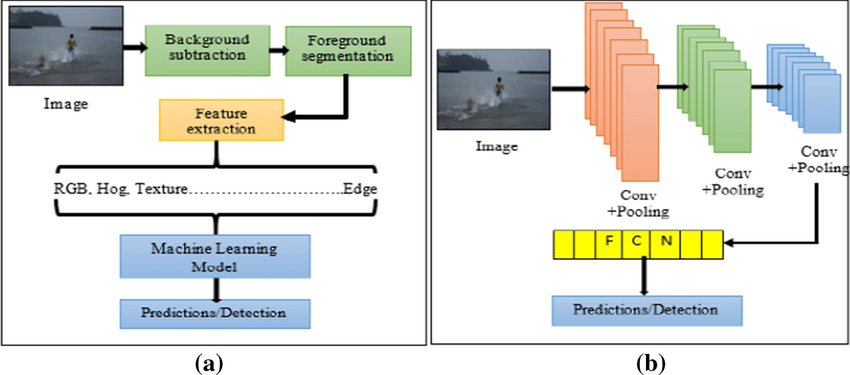 Image
Background
subtraction
Foreground
segmentation
Feature
extraction
RGB, Hog, Texture................................Edge
Machine Learning
Model
Predictions/Detection
(a)
Image
Conv
+Pooling
Conv
+Pooling
Conv
+Pooling
F C N
Predictions/Detection
(b)